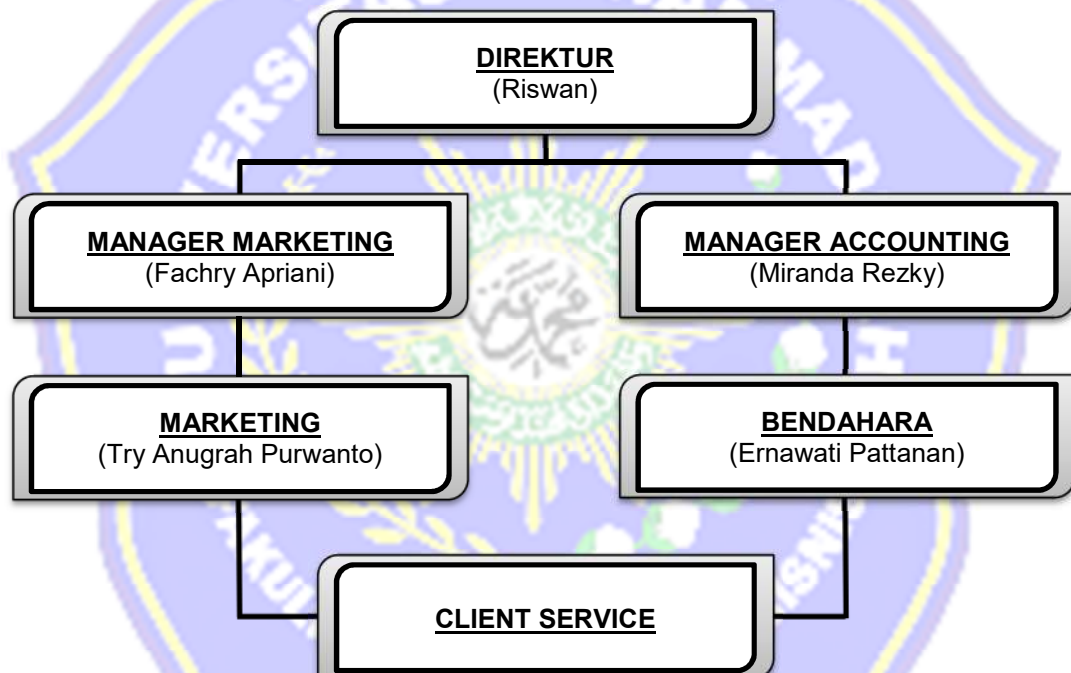 DIREKTUR
(Riswan)
MANAGER MARKETING
(Fachry Apriani)
MANAGER ACCOUNTING
(Miranda Rezky)
MARKETING
(Try Anugrah Purwanto)
BENDAHARA
(Ernawati Pattanan)
CLIENT SERVICE